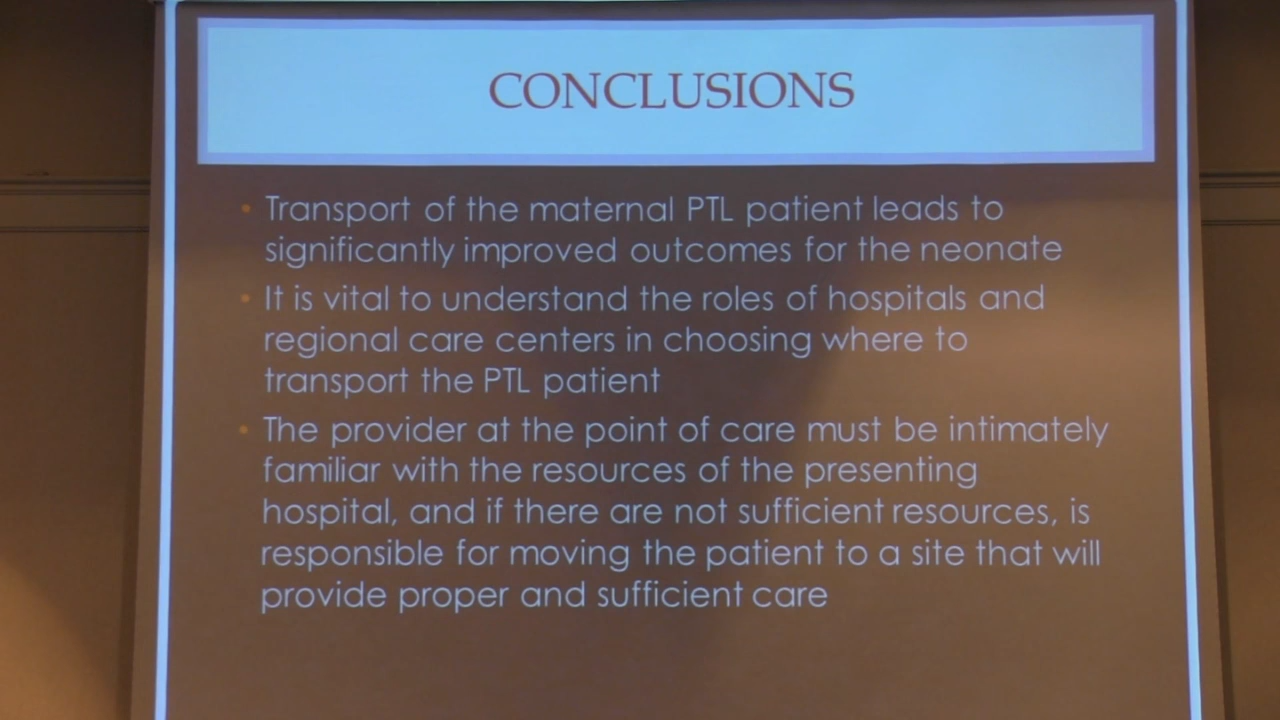 CONCLUSIONS
• Transport of the maternal PTL patient leads to
significantly improved outcomes for the neonate
• It is vital to understand the roles of hospitals and
regional care centers in choosing where to
transport the PTL patient
• The provider at the point of care must be intimately
familiar with the resources of the presenting
hospital, and if there are not sufficient resources, is
responsible for moving the patient to a site that will
provide proper and sufficient care